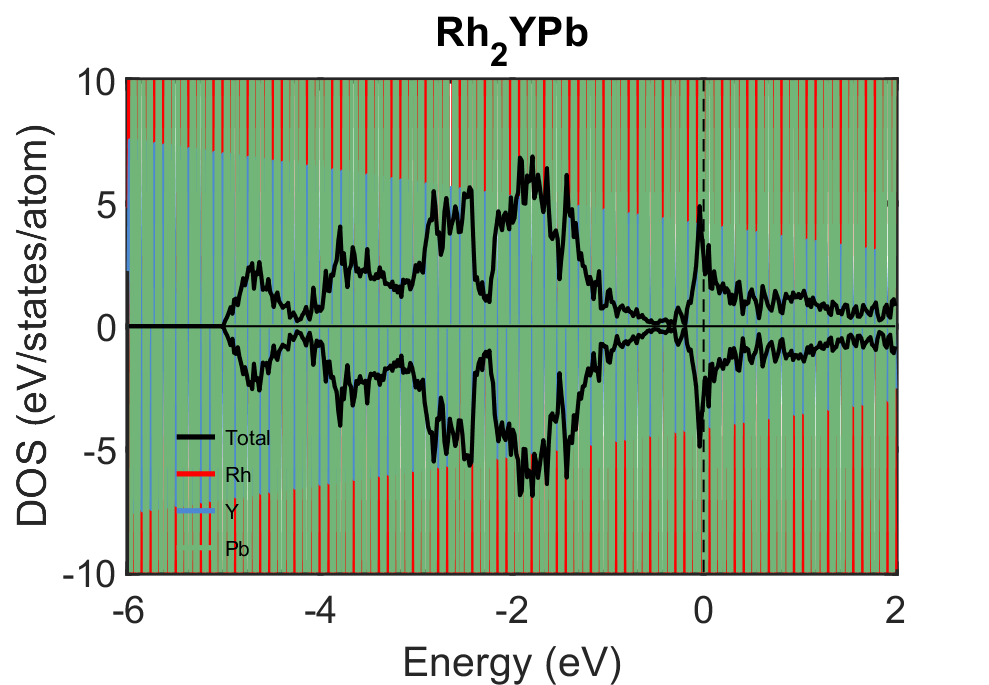 Rh₂YPb
DOS (eV/states/atom)
10
5
0
-5
-10
Total
Rh
Y
Pb
-6 -4 -2 0 2
Energy (eV)